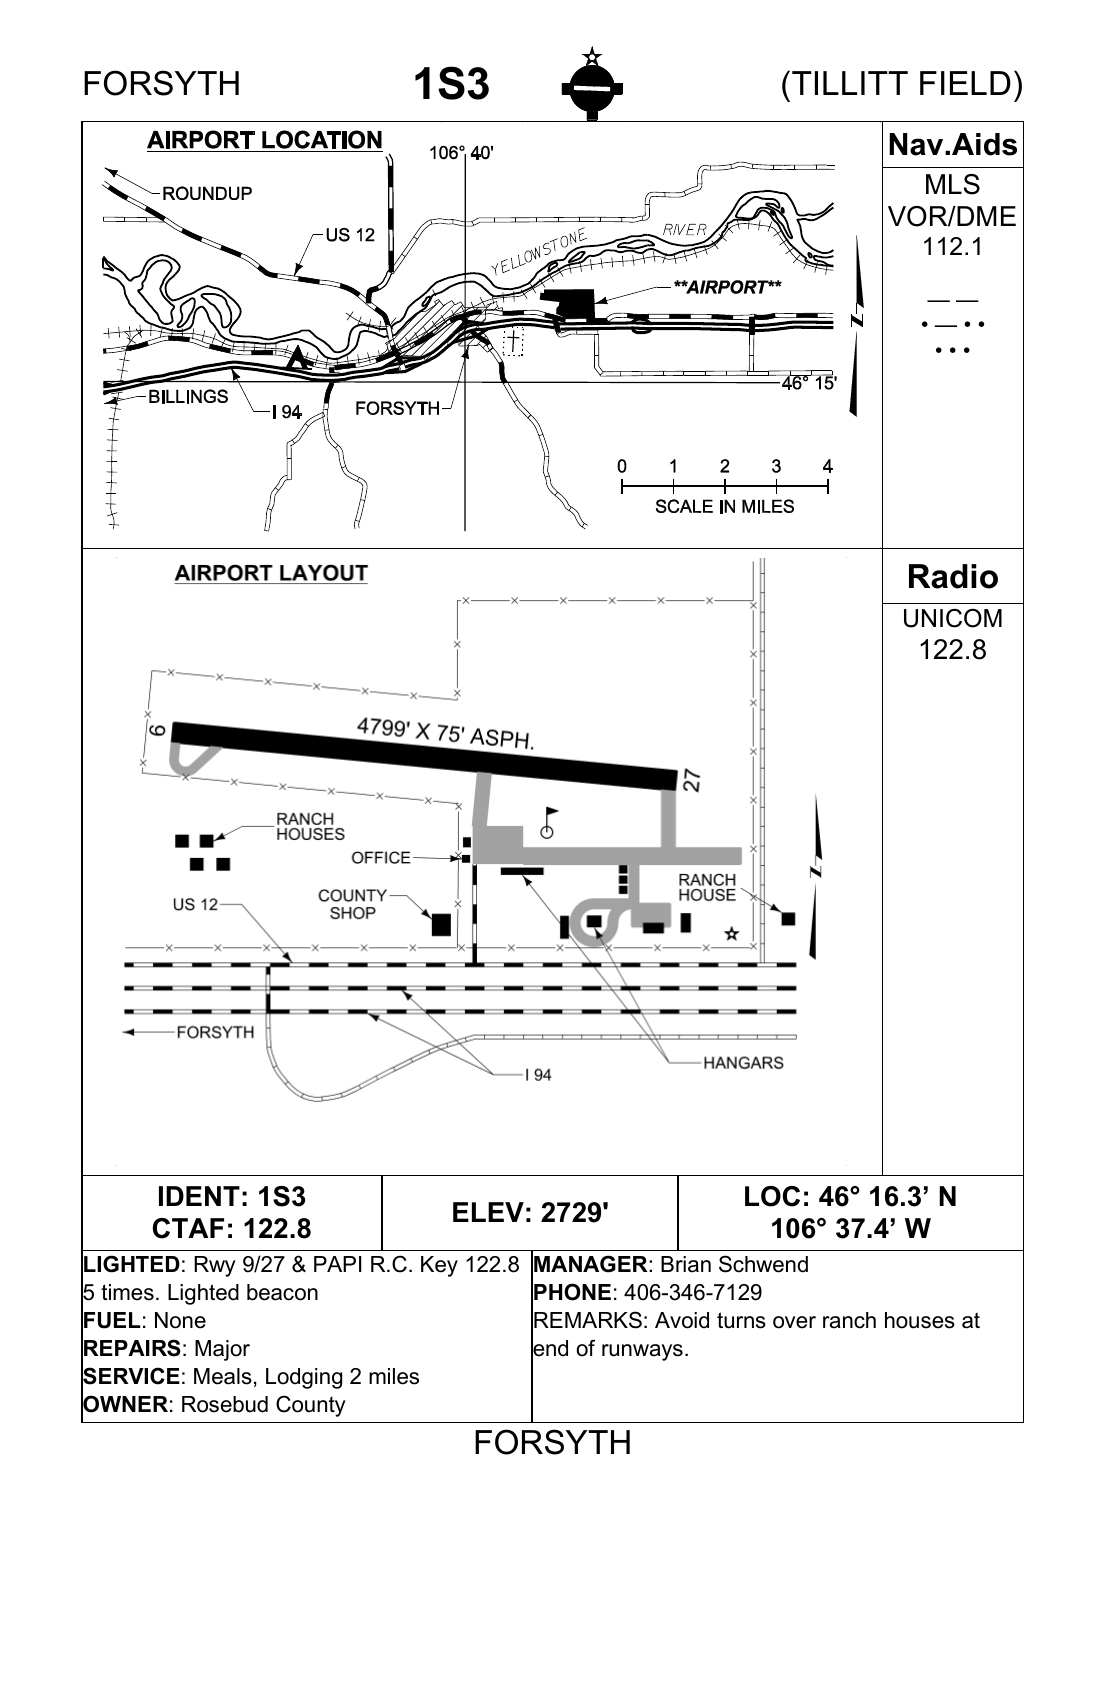 FORSYTH 1S3 (TILLITT FIELD)
AIRPORT LOCATION
106° 40'
ROUNDUP
US 12
YELLOWSTONE RIVER
**AIRPORT**
N
46° 15'
BILLINGS
I 94
FORSYTH
0 1 2 3 4
SCALE IN MILES
Nav.Aids
MLS
VOR/DME
112.1
— —
• — • •
• • •
AIRPORT LAYOUT
9
4799' X 75' ASPH.
27
RANCH
HOUSES
OFFICE
COUNTY
SHOP
US 12
RANCH
HOUSE
N
FORSYTH
HANGARS
I 94
Radio
UNICOM
122.8
IDENT: 1S3
CTAF: 122.8
ELEV: 2729'
LOC: 46° 16.3’ N
106° 37.4’ W
LIGHTED: Rwy 9/27 & PAPI R.C. Key 122.8
5 times. Lighted beacon
FUEL: None
REPAIRS: Major
SERVICE: Meals, Lodging 2 miles
OWNER: Rosebud County
MANAGER: Brian Schwend
PHONE: 406-346-7129
REMARKS: Avoid turns over ranch houses at
end of runways.
FORSYTH